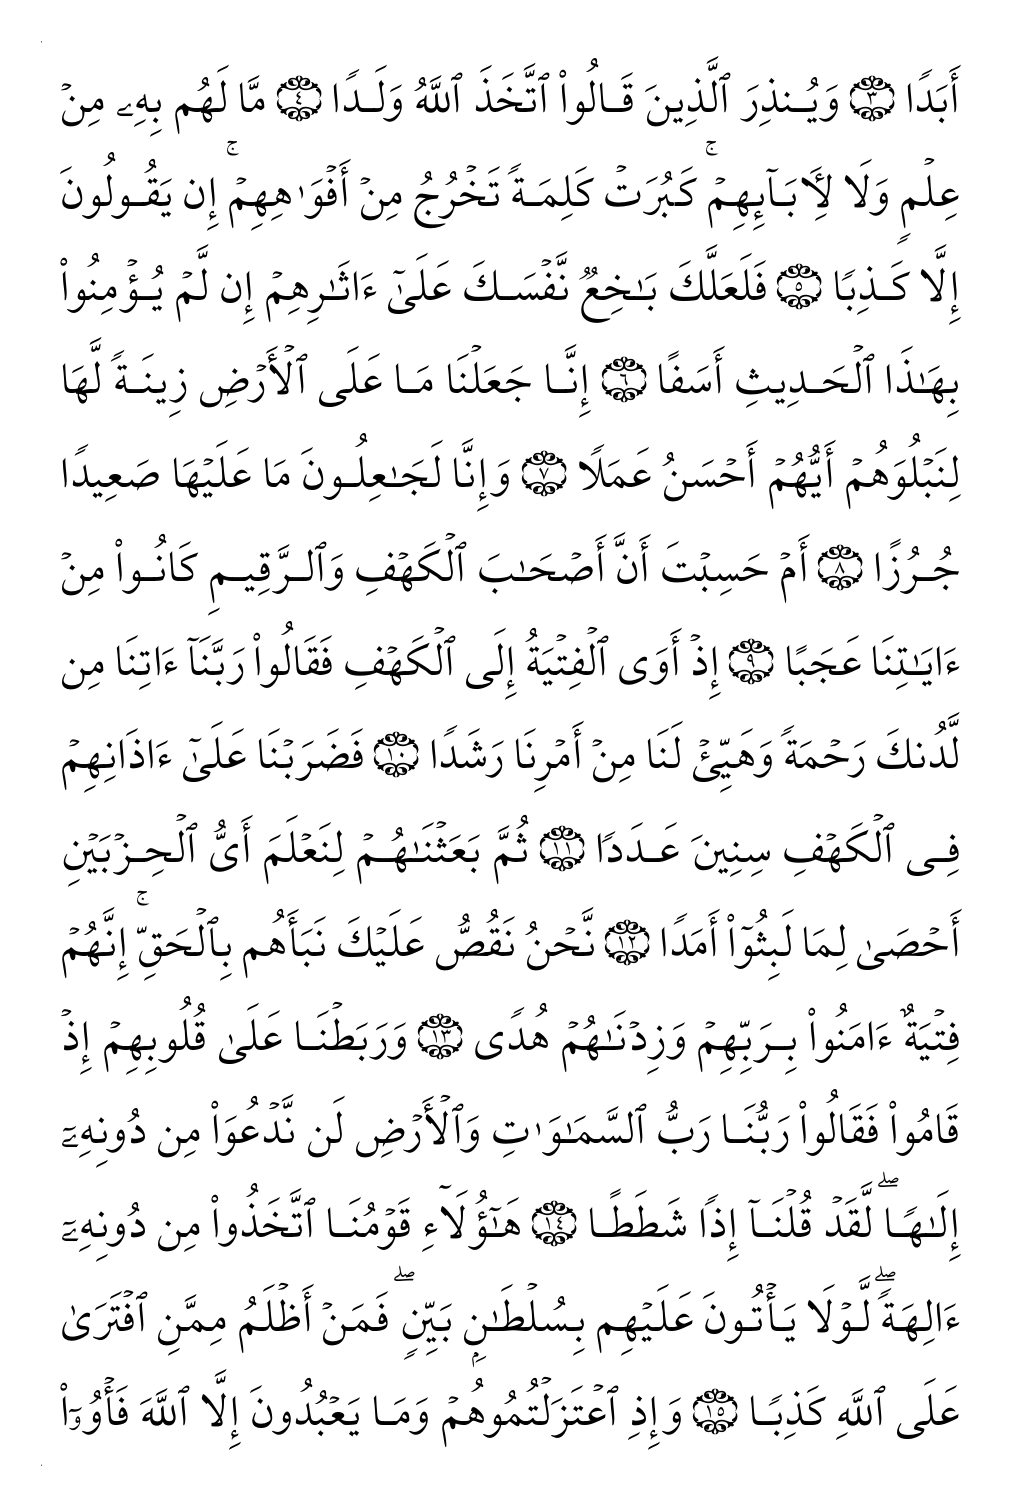 أَبَدًا ۝٣ وَيُنذِرَ ٱلَّذِينَ قَالُوا۟ ٱتَّخَذَ ٱللَّهُ وَلَدًا ۝٤ مَّا لَهُم بِهِۦ مِنْ
عِلْمٍ وَلَا لِأَبَآئِهِمْ ۚ كَبُرَتْ كَلِمَةً تَخْرُجُ مِنْ أَفْوَٰهِهِمْ ۚ إِن يَقُولُونَ
إِلَّا كَذِبًا ۝٥ فَلَعَلَّكَ بَـٰخِعٌ نَّفْسَكَ عَلَىٰٓ ءَاثَـٰرِهِمْ إِن لَّمْ يُؤْمِنُوا۟
بِهَـٰذَا ٱلْحَدِيثِ أَسَفًا ۝٦ إِنَّا جَعَلْنَا مَا عَلَى ٱلْأَرْضِ زِينَةً لَّهَا
لِنَبْلُوَهُمْ أَيُّهُمْ أَحْسَنُ عَمَلًا ۝٧ وَإِنَّا لَجَـٰعِلُونَ مَا عَلَيْهَا صَعِيدًا
جُرُزًا ۝٨ أَمْ حَسِبْتَ أَنَّ أَصْحَـٰبَ ٱلْكَهْفِ وَٱلرَّقِيمِ كَانُوا۟ مِنْ
ءَايَـٰتِنَا عَجَبًا ۝٩ إِذْ أَوَى ٱلْفِتْيَةُ إِلَى ٱلْكَهْفِ فَقَالُوا۟ رَبَّنَآ ءَاتِنَا مِن
لَّدُنكَ رَحْمَةً وَهَيِّئْ لَنَا مِنْ أَمْرِنَا رَشَدًا ۝١٠ فَضَرَبْنَا عَلَىٰٓ ءَاذَانِهِمْ
فِى ٱلْكَهْفِ سِنِينَ عَدَدًا ۝١١ ثُمَّ بَعَثْنَـٰهُمْ لِنَعْلَمَ أَىُّ ٱلْحِزْبَيْنِ
أَحْصَىٰ لِمَا لَبِثُوٓا۟ أَمَدًا ۝١٢ نَّحْنُ نَقُصُّ عَلَيْكَ نَبَأَهُم بِٱلْحَقِّ ۚ إِنَّهُمْ
فِتْيَةٌ ءَامَنُوا۟ بِرَبِّهِمْ وَزِدْنَـٰهُمْ هُدًى ۝١٣ وَرَبَطْنَا عَلَىٰ قُلُوبِهِمْ إِذْ
قَامُوا۟ فَقَالُوا۟ رَبُّنَا رَبُّ ٱلسَّمَـٰوَٰتِ وَٱلْأَرْضِ لَن نَّدْعُوَا۟ مِن دُونِهِۦٓ
إِلَـٰهًا ۖ لَّقَدْ قُلْنَآ إِذًا شَطَطًا ۝١٤ هَـٰٓؤُلَآءِ قَوْمُنَا ٱتَّخَذُوا۟ مِن دُونِهِۦٓ
ءَالِهَةً ۖ لَّوْلَا يَأْتُونَ عَلَيْهِم بِسُلْطَـٰنٍۭ بَيِّنٍ ۖ فَمَنْ أَظْلَمُ مِمَّنِ ٱفْتَرَىٰ
عَلَى ٱللَّهِ كَذِبًا ۝١٥ وَإِذِ ٱعْتَزَلْتُمُوهُمْ وَمَا يَعْبُدُونَ إِلَّا ٱللَّهَ فَأْوُۥٓا۟